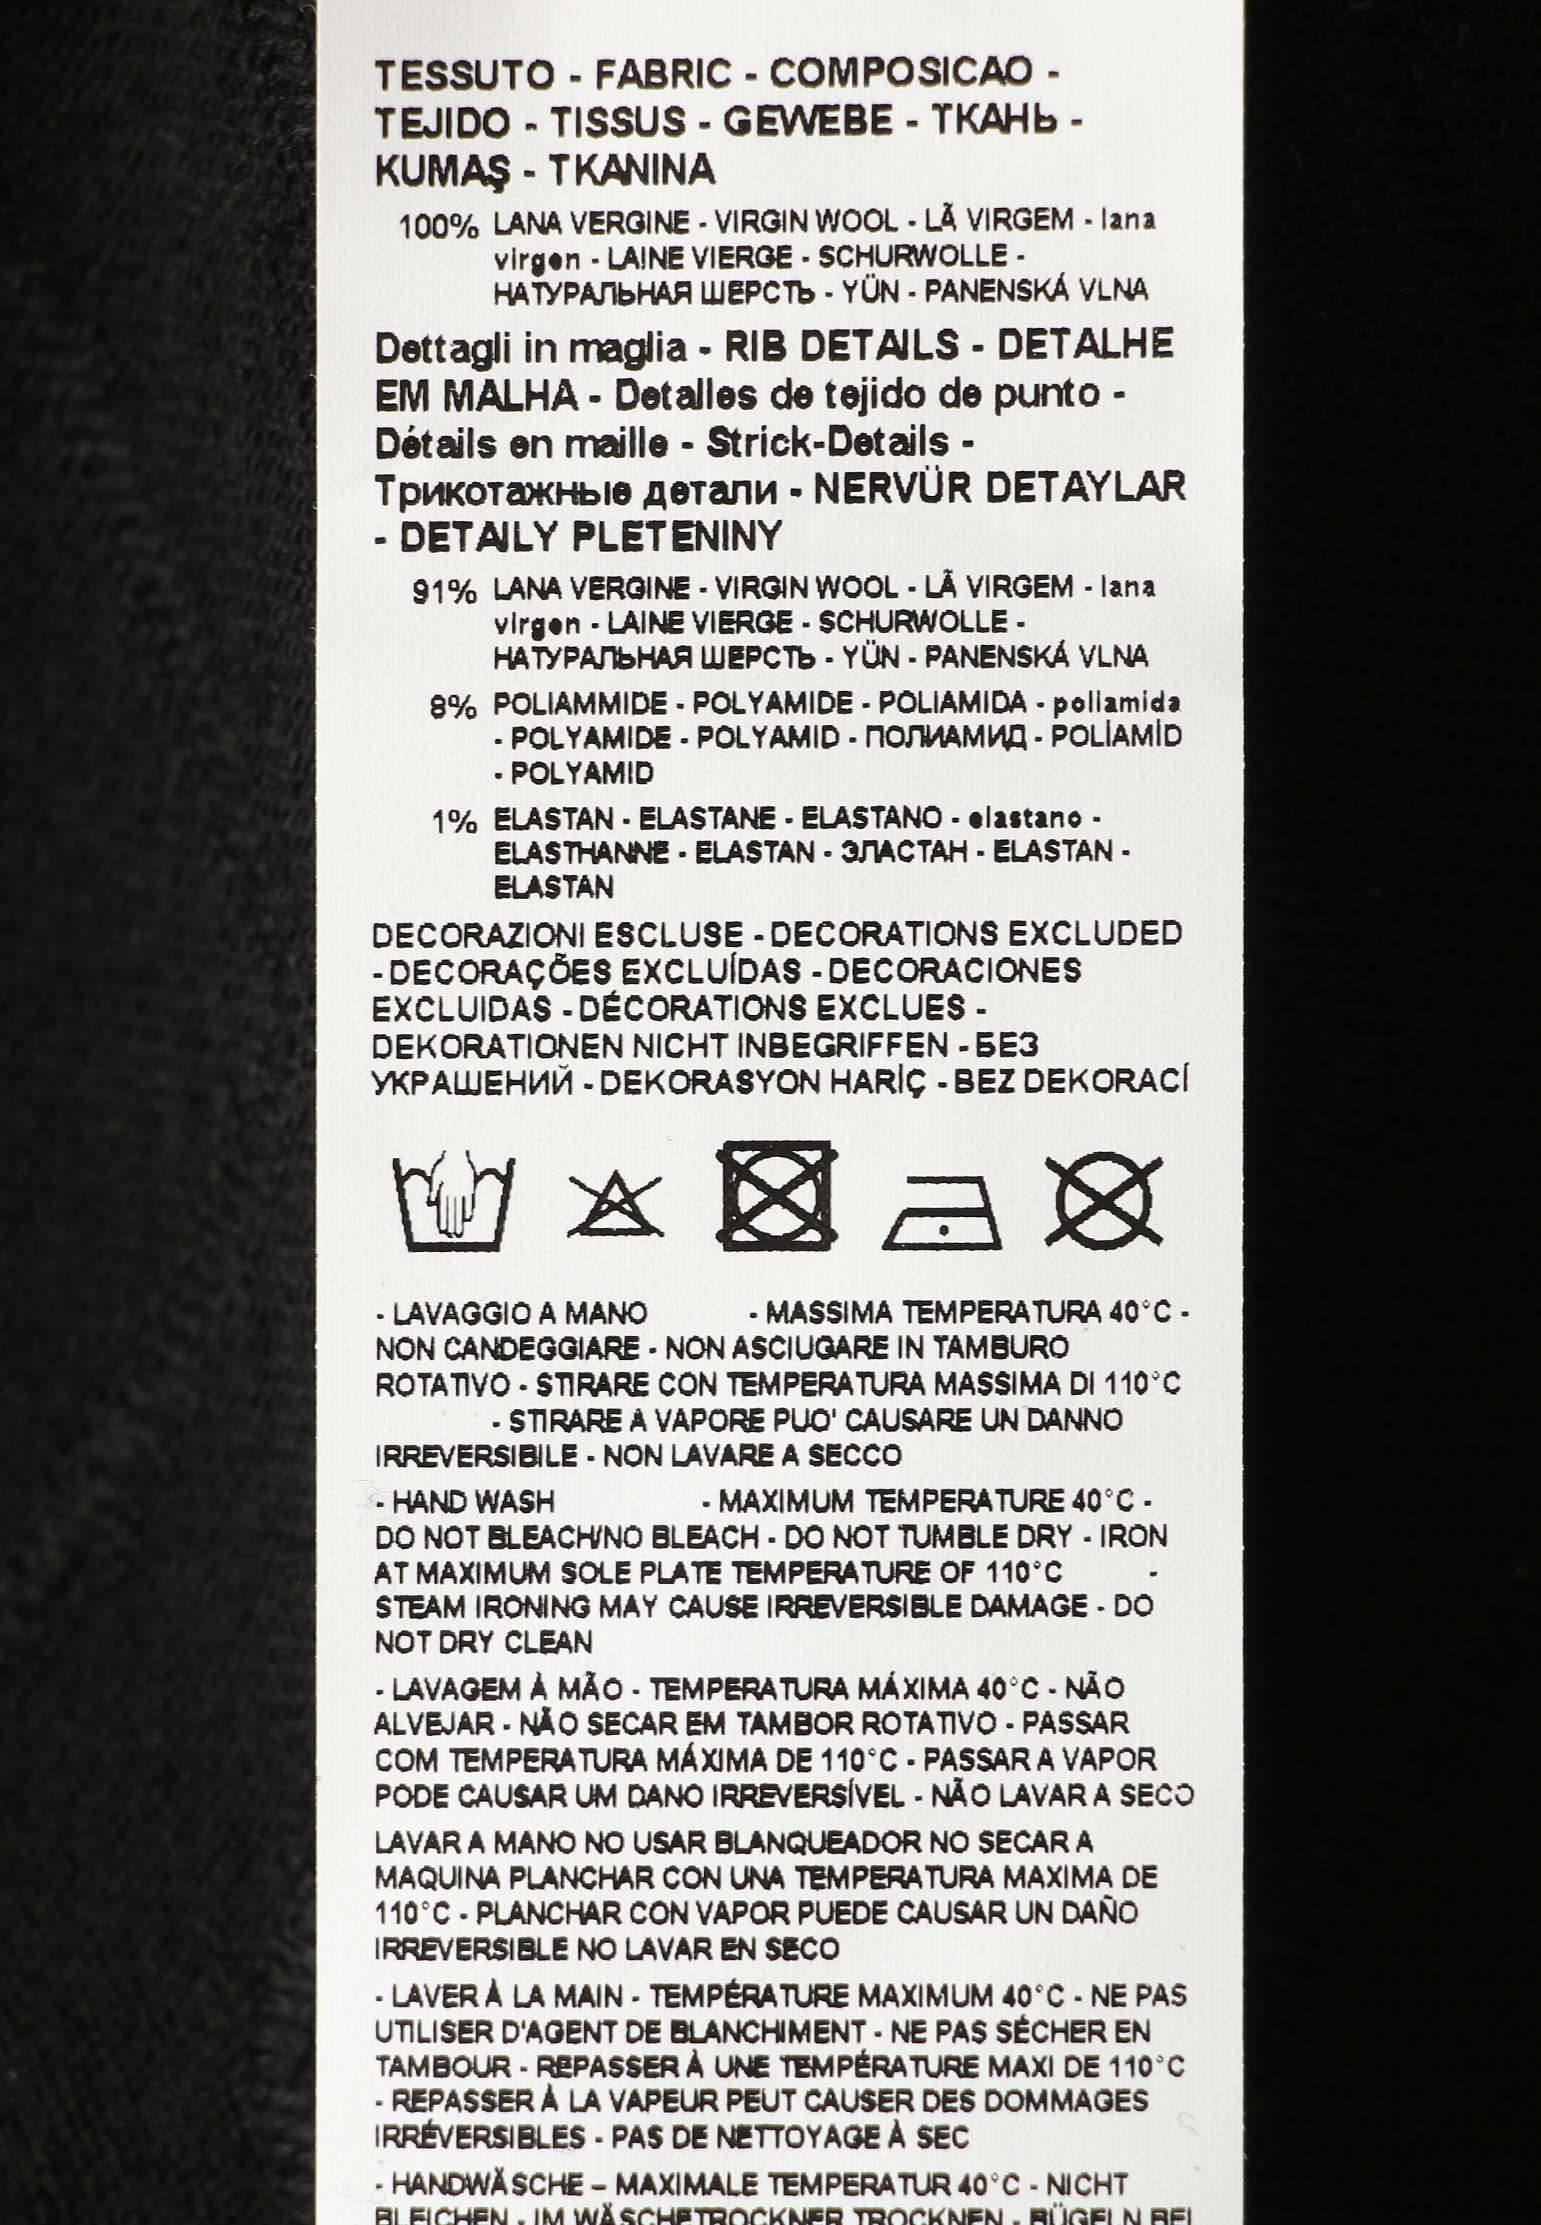 TESSUTO - FABRIC - COMPOSICAO -
TEJIDO - TISSUS - GEWEBE - ТКАНЬ -
KUMAŞ - TKANINA
100% LANA VERGINE - VIRGIN WOOL - LÃ VIRGEM - lana
virgen - LAINE VIERGE - SCHURWOLLE -
НАТУРАЛЬНАЯ ШЕРСТЬ - YÜN - PANENSKÁ VLNA
Dettagli in maglia - RIB DETAILS - DETALHE
EM MALHA - Detalles de tejido de punto -
Détails en maille - Strick-Details -
Трикотажные детали - NERVÜR DETAYLAR
- DETAILY PLETENINY
91% LANA VERGINE - VIRGIN WOOL - LÃ VIRGEM - lana
virgen - LAINE VIERGE - SCHURWOLLE -
НАТУРАЛЬНАЯ ШЕРСТЬ - YÜN - PANENSKÁ VLNA
8% POLIAMMIDE - POLYAMIDE - POLIAMIDA - poliamida
- POLYAMIDE - POLYAMID - ПОЛИАМИД - POLİAMİD
- POLYAMID
1% ELASTAN - ELASTANE - ELASTANO - elastano -
ELASTHANNE - ELASTAN - ЭЛАСТАН - ELASTAN -
ELASTAN
DECORAZIONI ESCLUSE - DECORATIONS EXCLUDED
- DECORAÇÕES EXCLUÍDAS - DECORACIONES
EXCLUIDAS - DÉCORATIONS EXCLUES -
DEKORATIONEN NICHT INBEGRIFFEN - БЕЗ
УКРАШЕНИЙ - DEKORASYON HARİÇ - BEZ DEKORACÍ
- LAVAGGIO A MANO - MASSIMA TEMPERATURA 40°C -
NON CANDEGGIARE - NON ASCIUGARE IN TAMBURO
ROTATIVO - STIRARE CON TEMPERATURA MASSIMA DI 110°C
- STIRARE A VAPORE PUO' CAUSARE UN DANNO
IRREVERSIBILE - NON LAVARE A SECCO
- HAND WASH - MAXIMUM TEMPERATURE 40°C -
DO NOT BLEACH/NO BLEACH - DO NOT TUMBLE DRY - IRON
AT MAXIMUM SOLE PLATE TEMPERATURE OF 110°C -
STEAM IRONING MAY CAUSE IRREVERSIBLE DAMAGE - DO
NOT DRY CLEAN
- LAVAGEM À MÃO - TEMPERATURA MÁXIMA 40°C - NÃO
ALVEJAR - NÃO SECAR EM TAMBOR ROTATIVO - PASSAR
COM TEMPERATURA MÁXIMA DE 110°C - PASSAR A VAPOR
PODE CAUSAR UM DANO IRREVERSÍVEL - NÃO LAVAR A SECO
LAVAR A MANO NO USAR BLANQUEADOR NO SECAR A
MAQUINA PLANCHAR CON UNA TEMPERATURA MAXIMA DE
110°C - PLANCHAR CON VAPOR PUEDE CAUSAR UN DAÑO
IRREVERSIBLE NO LAVAR EN SECO
- LAVER À LA MAIN - TEMPÉRATURE MAXIMUM 40°C - NE PAS
UTILISER D'AGENT DE BLANCHIMENT - NE PAS SÉCHER EN
TAMBOUR - REPASSER À UNE TEMPÉRATURE MAXI DE 110°C
- REPASSER À LA VAPEUR PEUT CAUSER DES DOMMAGES
IRRÉVERSIBLES - PAS DE NETTOYAGE À SEC
- HANDWÄSCHE – MAXIMALE TEMPERATUR 40°C - NICHT
BLEICHEN - IM WÄSCHETROCKNER TROCKNEN - BÜGELN BEI